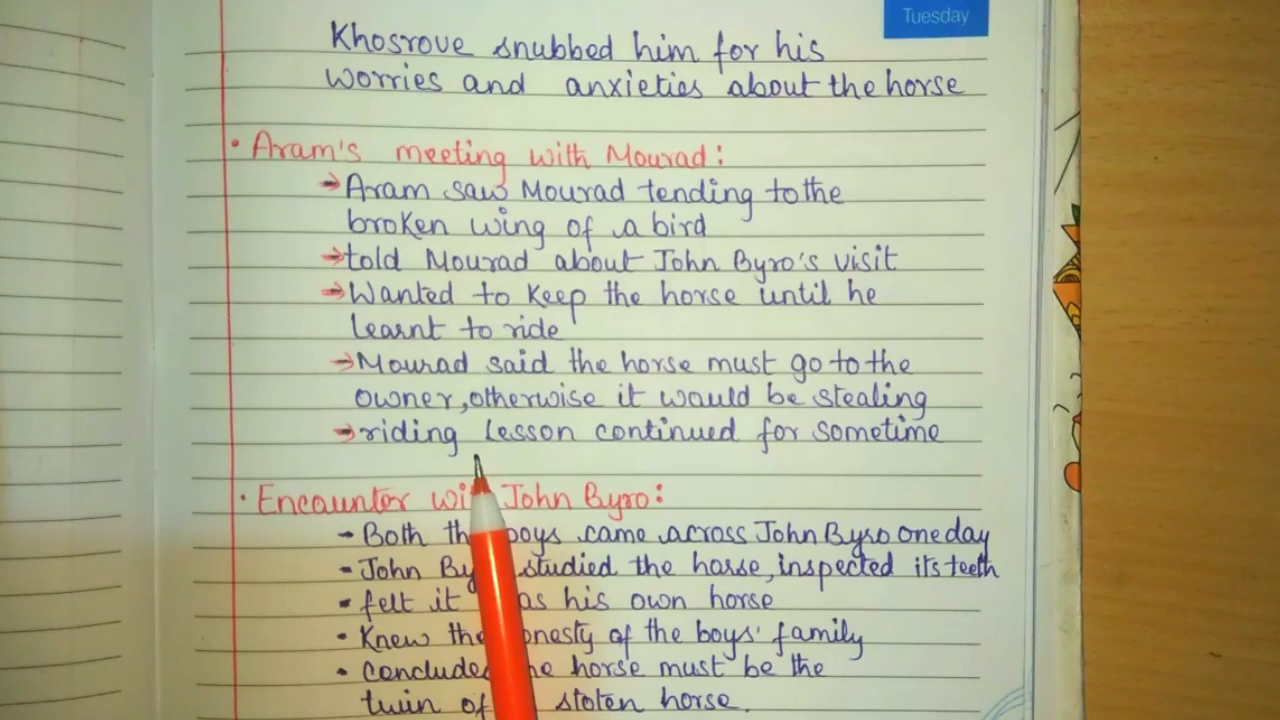 Tuesday
Khosrove snubbed him for his
worries and anxieties about the horse
• Aram's meeting with Mourad:
→ Aram saw Mourad tending to the
broken wing of a bird
→ told Mourad about John Byro's visit
→ Wanted to keep the horse until he
learnt to ride
→ Mourad said the horse must go to the
owner, otherwise it would be stealing
→ riding lesson continued for sometime
• Encounter wi John Byro:
- Both th boys came across John Byro one day
- John By studied the horse, inspected its teeth
- felt it as his own horse
• Knew the onesty of the boys' family
• concluded he horse must be the
twin of stolen horse.